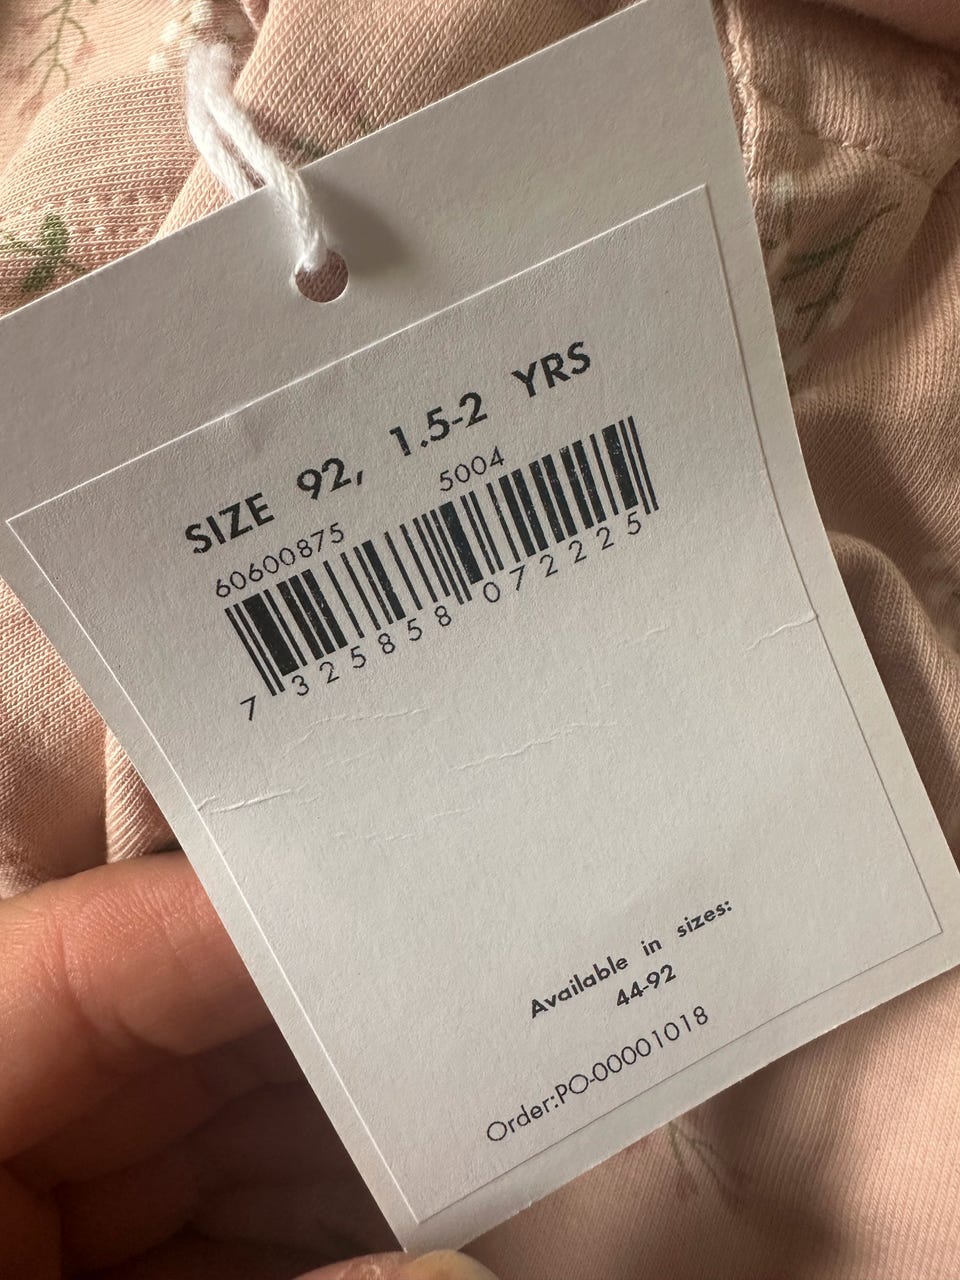 SIZE 92, 1.5-2 YRS
60600875 5004
7 325858 072225
Available in sizes:
44-92
Order:PO-00001018